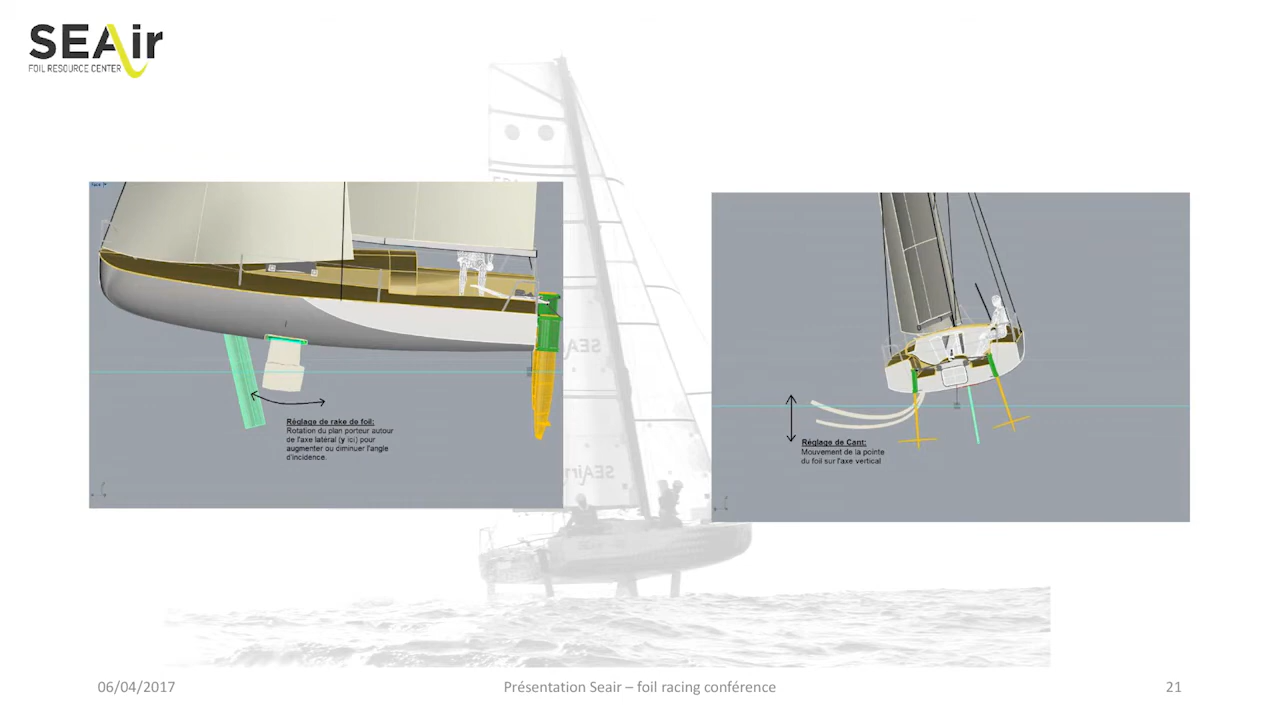 SEAir
FOIL RESOURCE CENTER
Réglage de rake de foil:
Rotation du plan porteur autour
de l'axe latéral (y ici) pour
augmenter ou diminuer l'angle
d'incidence.
Réglage de Cant:
Mouvement de la pointe
du foil sur l'axe vertical
06/04/2017
Présentation Seair – foil racing conférence
21